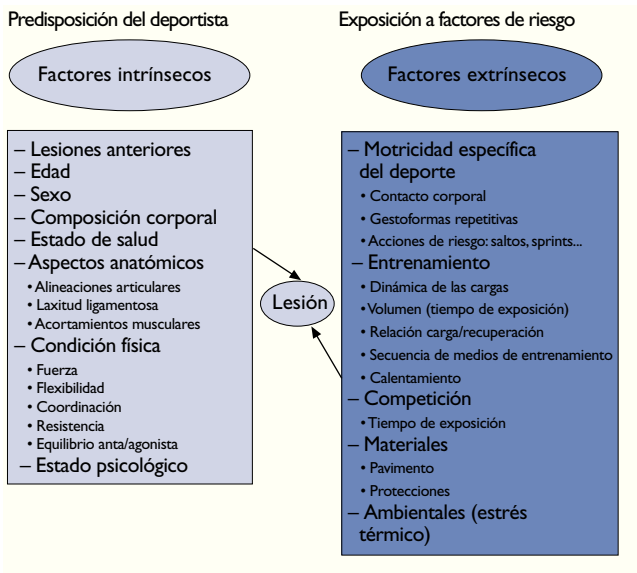 Predisposición del deportista
Factores intrínsecos
– Lesiones anteriores
– Edad
– Sexo
– Composición corporal
– Estado de salud
– Aspectos anatómicos
• Alineaciones articulares
• Laxitud ligamentosa
• Acortamientos musculares
– Condición física
• Fuerza
• Flexibilidad
• Coordinación
• Resistencia
• Equilibrio anta/agonista
– Estado psicológico
Lesión
Exposición a factores de riesgo
Factores extrínsecos
– Motricidad específica
del deporte
• Contacto corporal
• Gestoformas repetitivas
• Acciones de riesgo: saltos, sprints...
– Entrenamiento
• Dinámica de las cargas
• Volumen (tiempo de exposición)
• Relación carga/recuperación
• Secuencia de medios de entrenamiento
• Calentamiento
– Competición
• Tiempo de exposición
– Materiales
• Pavimento
• Protecciones
– Ambientales (estrés
térmico)